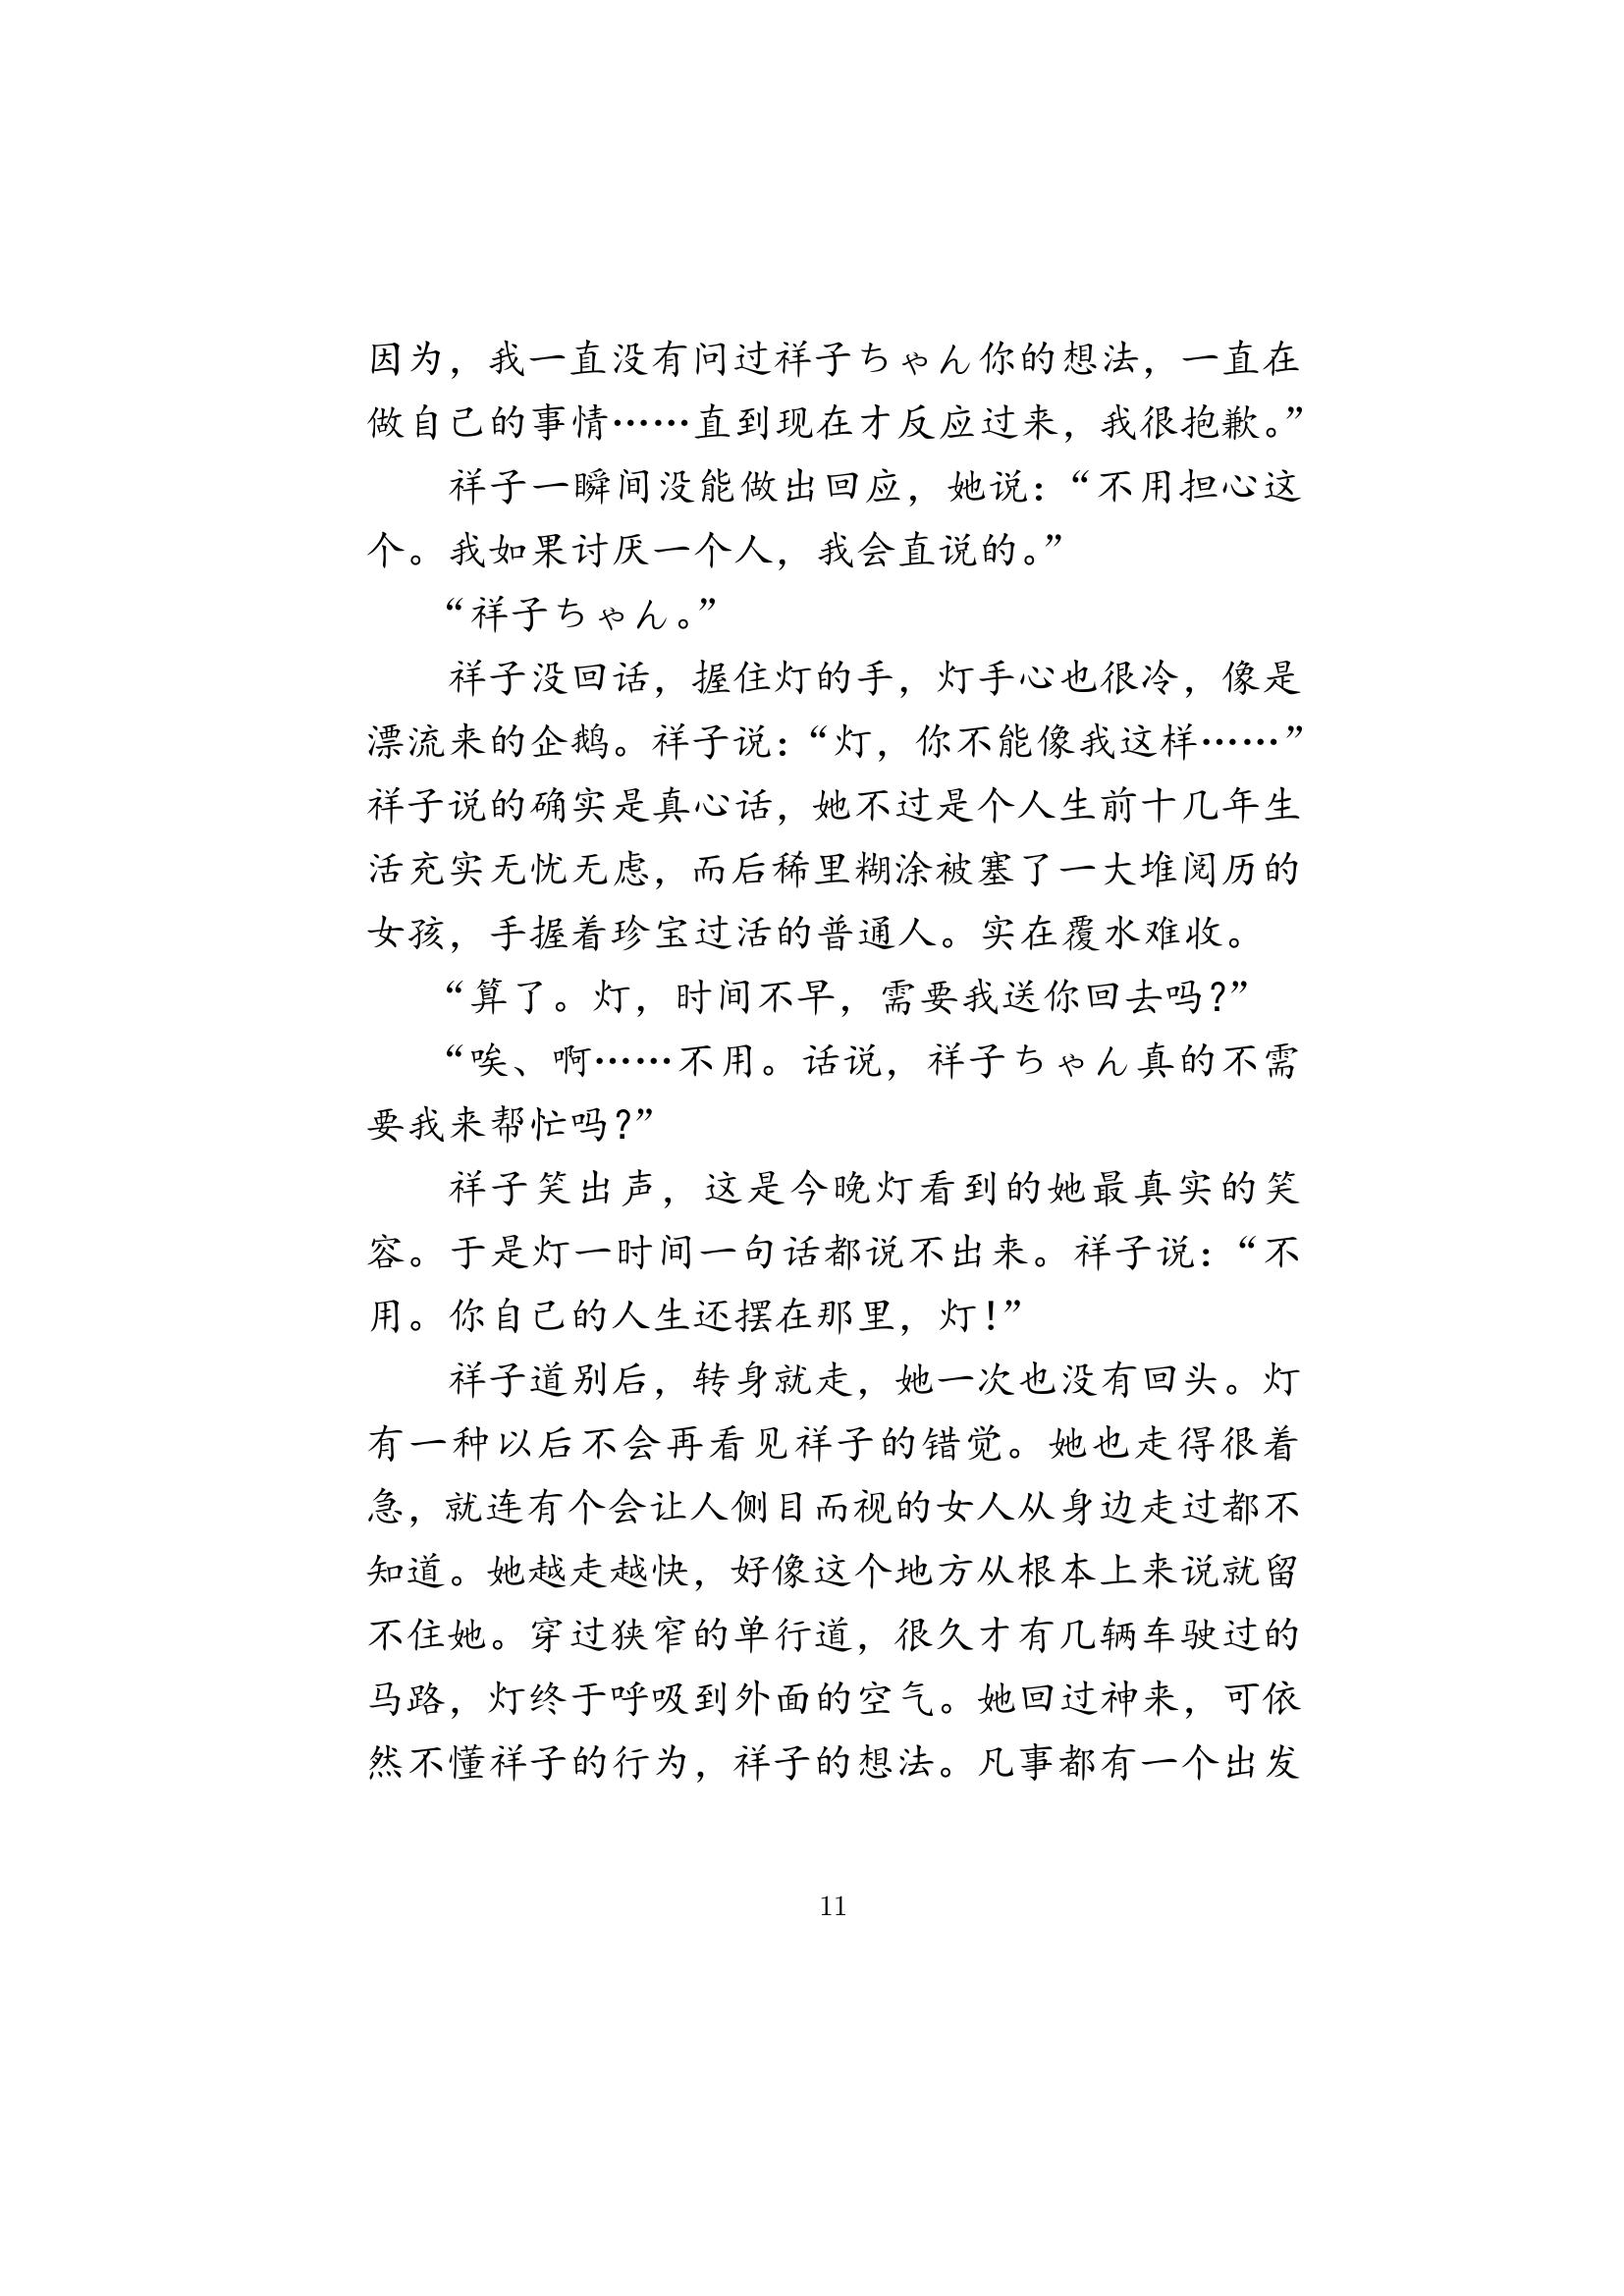 因为，我一直没有问过祥子ちゃん你的想法，一直在
做自己的事情……直到现在才反应过来，我很抱歉。”
祥子一瞬间没能做出回应，她说：“不用担心这
个。我如果讨厌一个人，我会直说的。”
“祥子ちゃん。”
祥子没回话，握住灯的手，灯手心也很冷，像是
漂流来的企鹅。祥子说：“灯，你不能像我这样……”
祥子说的确实是真心话，她不过是个人生前十几年生
活充实无忧无虑，而后稀里糊涂被塞了一大堆阅历的
女孩，手握着珍宝过活的普通人。实在覆水难收。
“算了。灯，时间不早，需要我送你回去吗？”
“唉、啊……不用。话说，祥子ちゃん真的不需
要我来帮忙吗？”
祥子笑出声，这是今晚灯看到的她最真实的笑
容。于是灯一时间一句话都说不出来。祥子说：“不
用。你自己的人生还摆在那里，灯！”
祥子道别后，转身就走，她一次也没有回头。灯
有一种以后不会再看见祥子的错觉。她也走得很着
急，就连有个会让人侧目而视的女人从身边走过都不
知道。她越走越快，好像这个地方从根本上来说就留
不住她。穿过狭窄的单行道，很久才有几辆车驶过的
马路，灯终于呼吸到外面的空气。她回过神来，可依
然不懂祥子的行为，祥子的想法。凡事都有一个出发
11